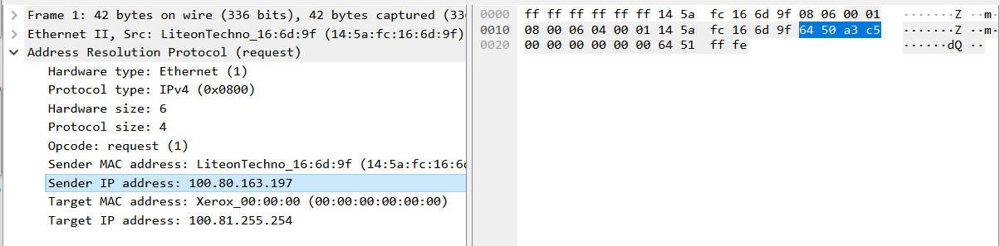 Frame 1: 42 bytes on wire (336 bits), 42 bytes captured (33
Ethernet II, Src: LiteonTechno_16:6d:9f (14:5a:fc:16:6d:9f)
Address Resolution Protocol (request)
Hardware type: Ethernet (1)
Protocol type: IPv4 (0x0800)
Hardware size: 6
Protocol size: 4
Opcode: request (1)
Sender MAC address: LiteonTechno_16:6d:9f (14:5a:fc:16:6d
Sender IP address: 100.80.163.197
Target MAC address: Xerox_00:00:00 (00:00:00:00:00:00)
Target IP address: 100.81.255.254
0000 ff ff ff ff ff ff 14 5a fc 16 6d 9f 08 06 00 01 ·······Z ··m·
0010 08 00 06 04 00 01 14 5a fc 16 6d 9f 64 50 a3 c5 ·······Z ··m·
0020 00 00 00 00 00 00 64 51 ff fe ······dQ ··